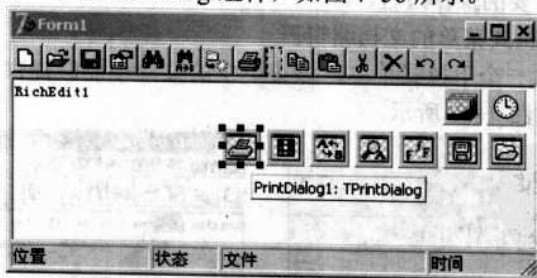 Form1
RichEdit1
PrintDialog1: TPrintDialog
位置 状态 文件 时间